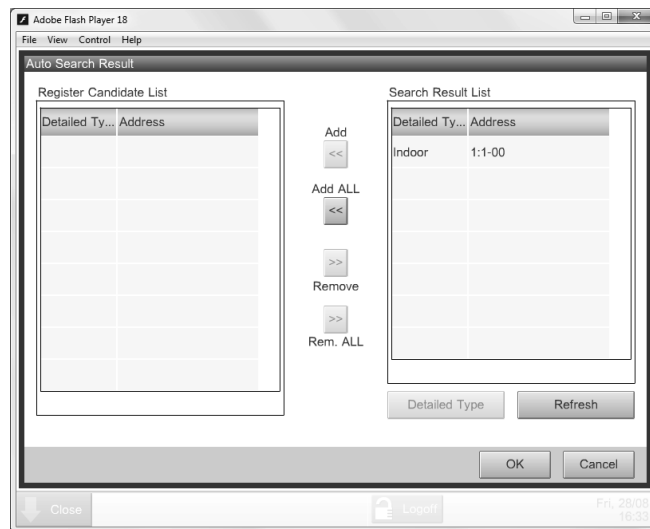 Adobe Flash Player 18
File View Control Help
Auto Search Result
Register Candidate List
Detailed Ty... Address
Add
<<
Add ALL
<<
>>
Remove
>>
Rem. ALL
Search Result List
Detailed Ty... Address
Indoor 1:1-00
Detailed Type Refresh
OK Cancel
Close Logoff Fri, 28/08
16:33